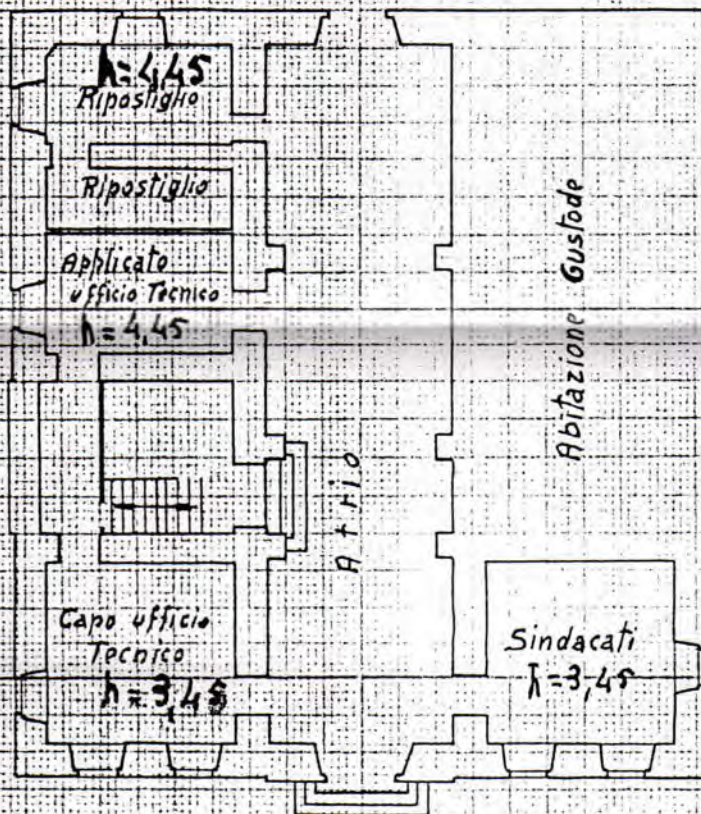 h=4,45
Ripostiglio
Ripostiglio
Applicato
ufficio Tecnico
h=4,45
Abitazione Custode
Atrio
Capo ufficio
Tecnico
h=3,45
Sindacati
h=3,45